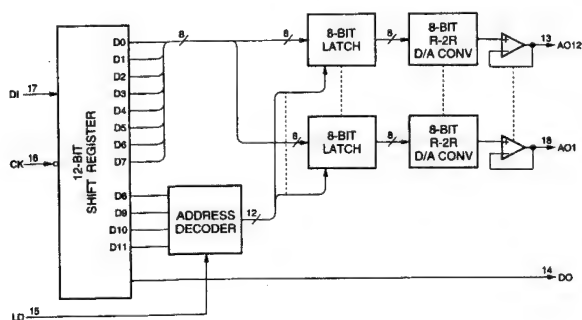 12-BIT
SHIFT REGISTER
DI 17
CK 16
LD 15
D0
D1
D2
D3
D4
D5
D6
D7
D8
D9
D10
D11
8
8
8-BIT
LATCH
8
8-BIT
R-2R
D/A CONV
13
AO12
8
8-BIT
LATCH
8
8-BIT
R-2R
D/A CONV
18
AO1
ADDRESS
DECODER
12
14
DO